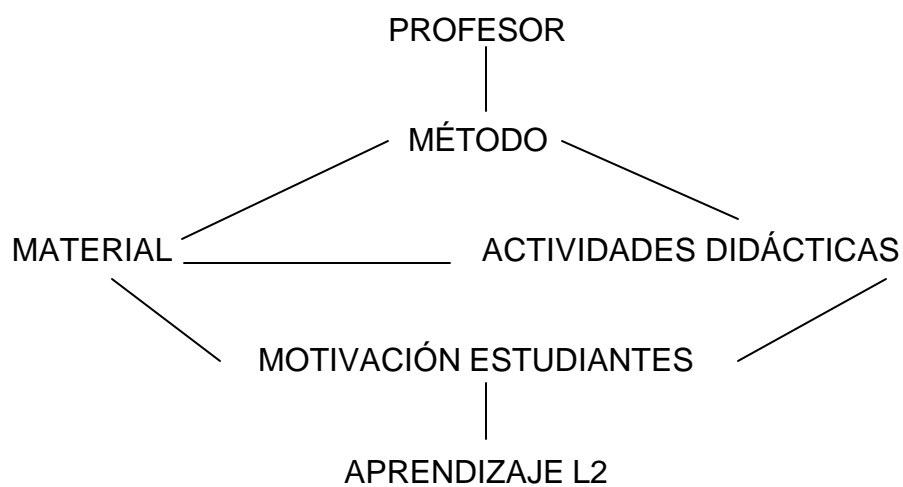 PROFESOR
MÉTODO
MATERIAL
ACTIVIDADES DIDÁCTICAS
MOTIVACIÓN ESTUDIANTES
APRENDIZAJE L2